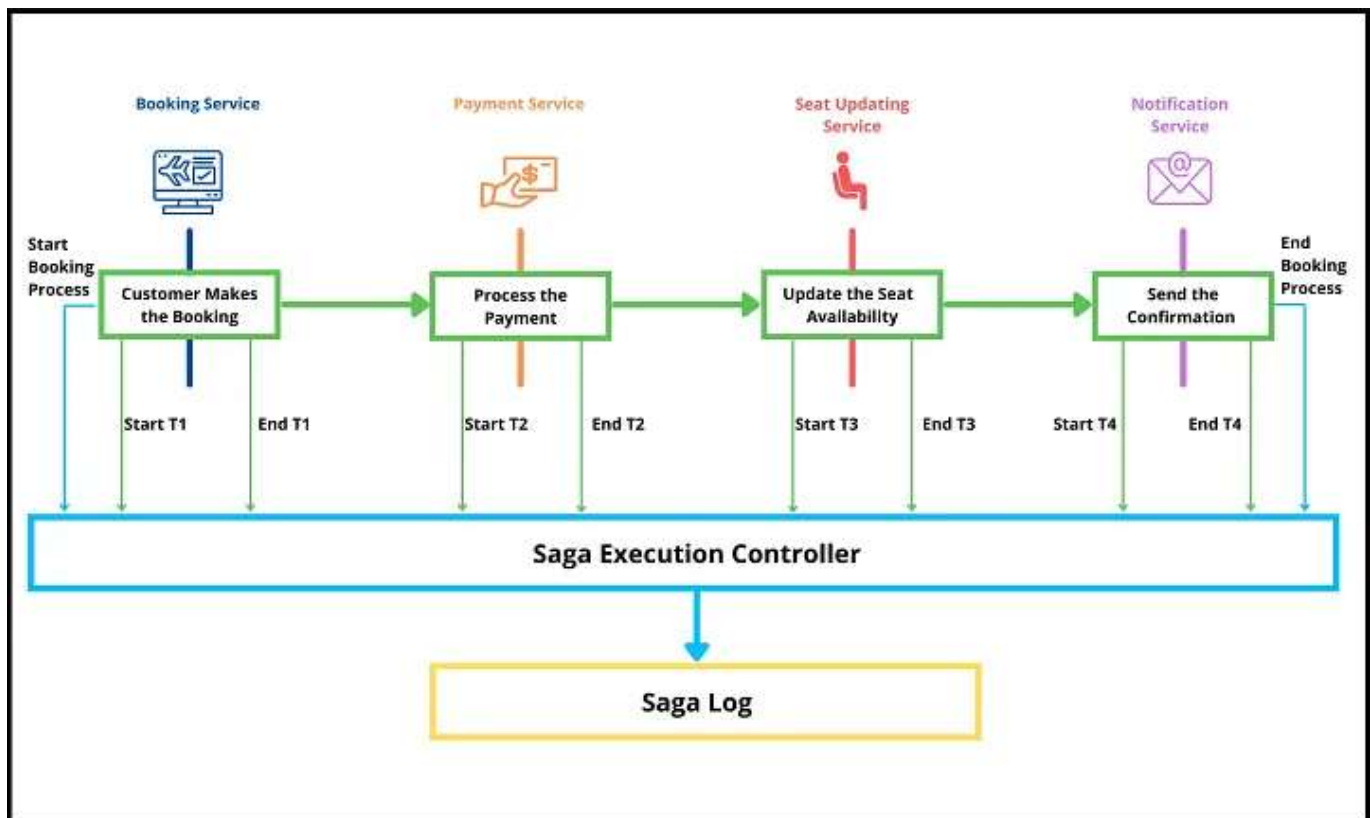 Booking Service
Payment Service
Seat Updating
Service
Notification
Service
Start
Booking
Process
End
Booking
Process
Customer Makes
the Booking
Process the
Payment
Update the Seat
Availability
Send the
Confirmation
Start T1
End T1
Start T2
End T2
Start T3
End T3
Start T4
End T4
Saga Execution Controller
Saga Log